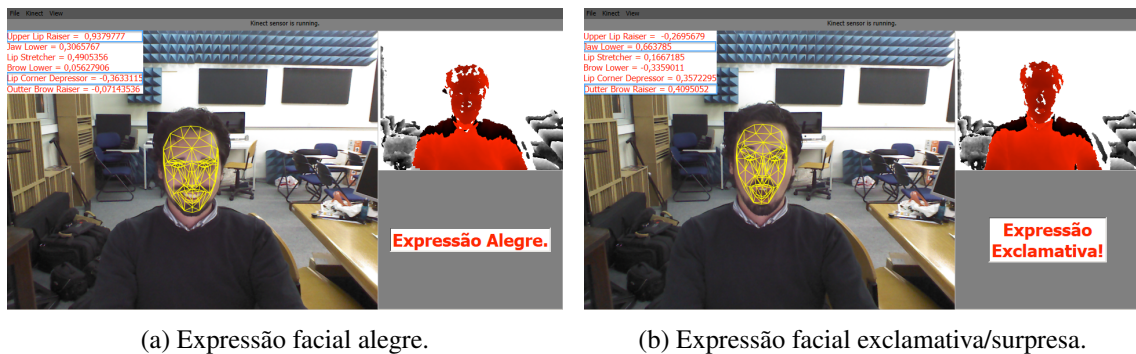 File Kinect View
Kinect sensor is running.
Upper Lip Raiser = 0,9379777
Jaw Lower = 0,3065767
Lip Stretcher = 0,4905356
Brow Lower = 0,05627906
Lip Corner Depressor = -0,3633115
Outter Brow Raiser = -0,07143536
Expressão Alegre.
(a) Expressão facial alegre.
File Kinect View
Kinect sensor is running.
Upper Lip Raiser = -0,2695679
Jaw Lower = 0,663785
Lip Stretcher = 0,1667185
Brow Lower = -0,3359011
Lip Corner Depressor = 0,3572295
Outter Brow Raiser = 0,4095052
Expressão
Exclamativa!
(b) Expressão facial exclamativa/surpresa.